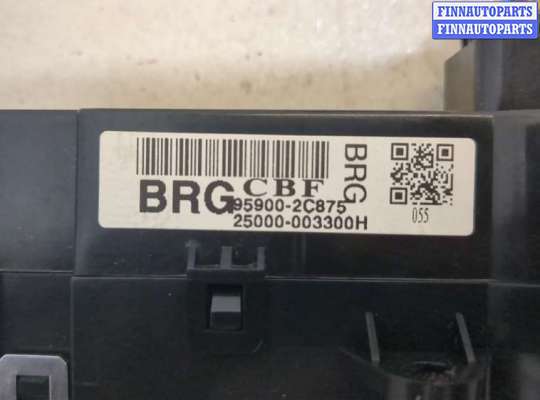 FINNAUTOPARTS
FINNAUTOPARTS
CBF
BRG
BRG
95900-2C875
25000-003300H
055